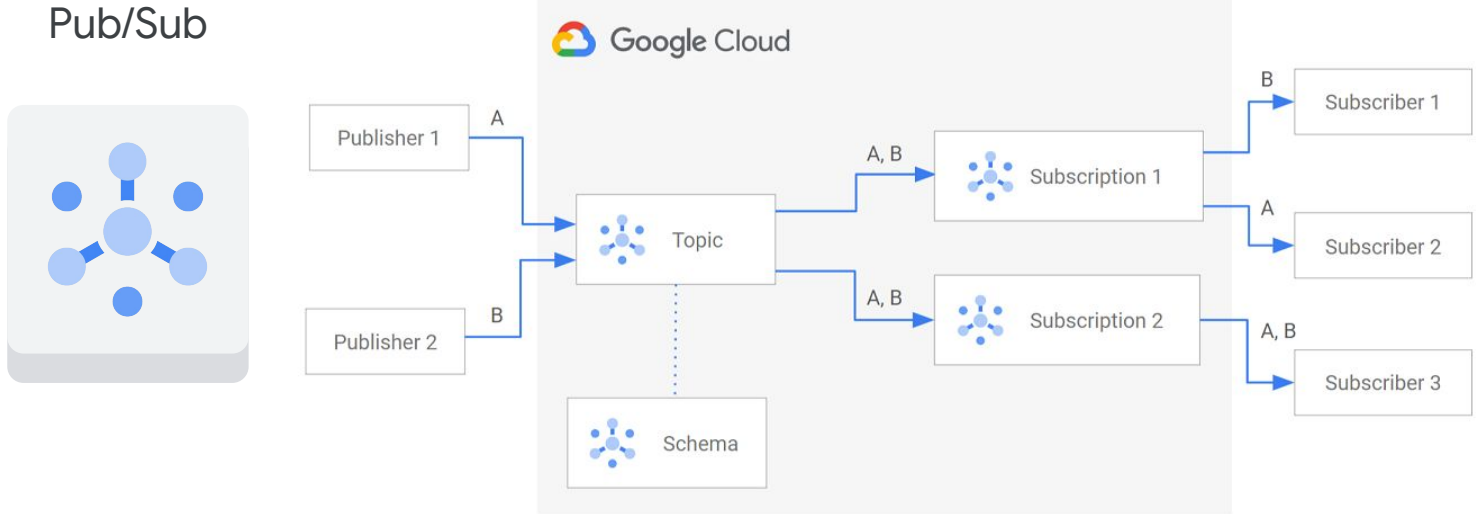 Pub/Sub
Google Cloud
Publisher 1
A
Publisher 2
B
Topic
Schema
A, B
Subscription 1
A, B
Subscription 2
B
Subscriber 1
A
Subscriber 2
A, B
Subscriber 3